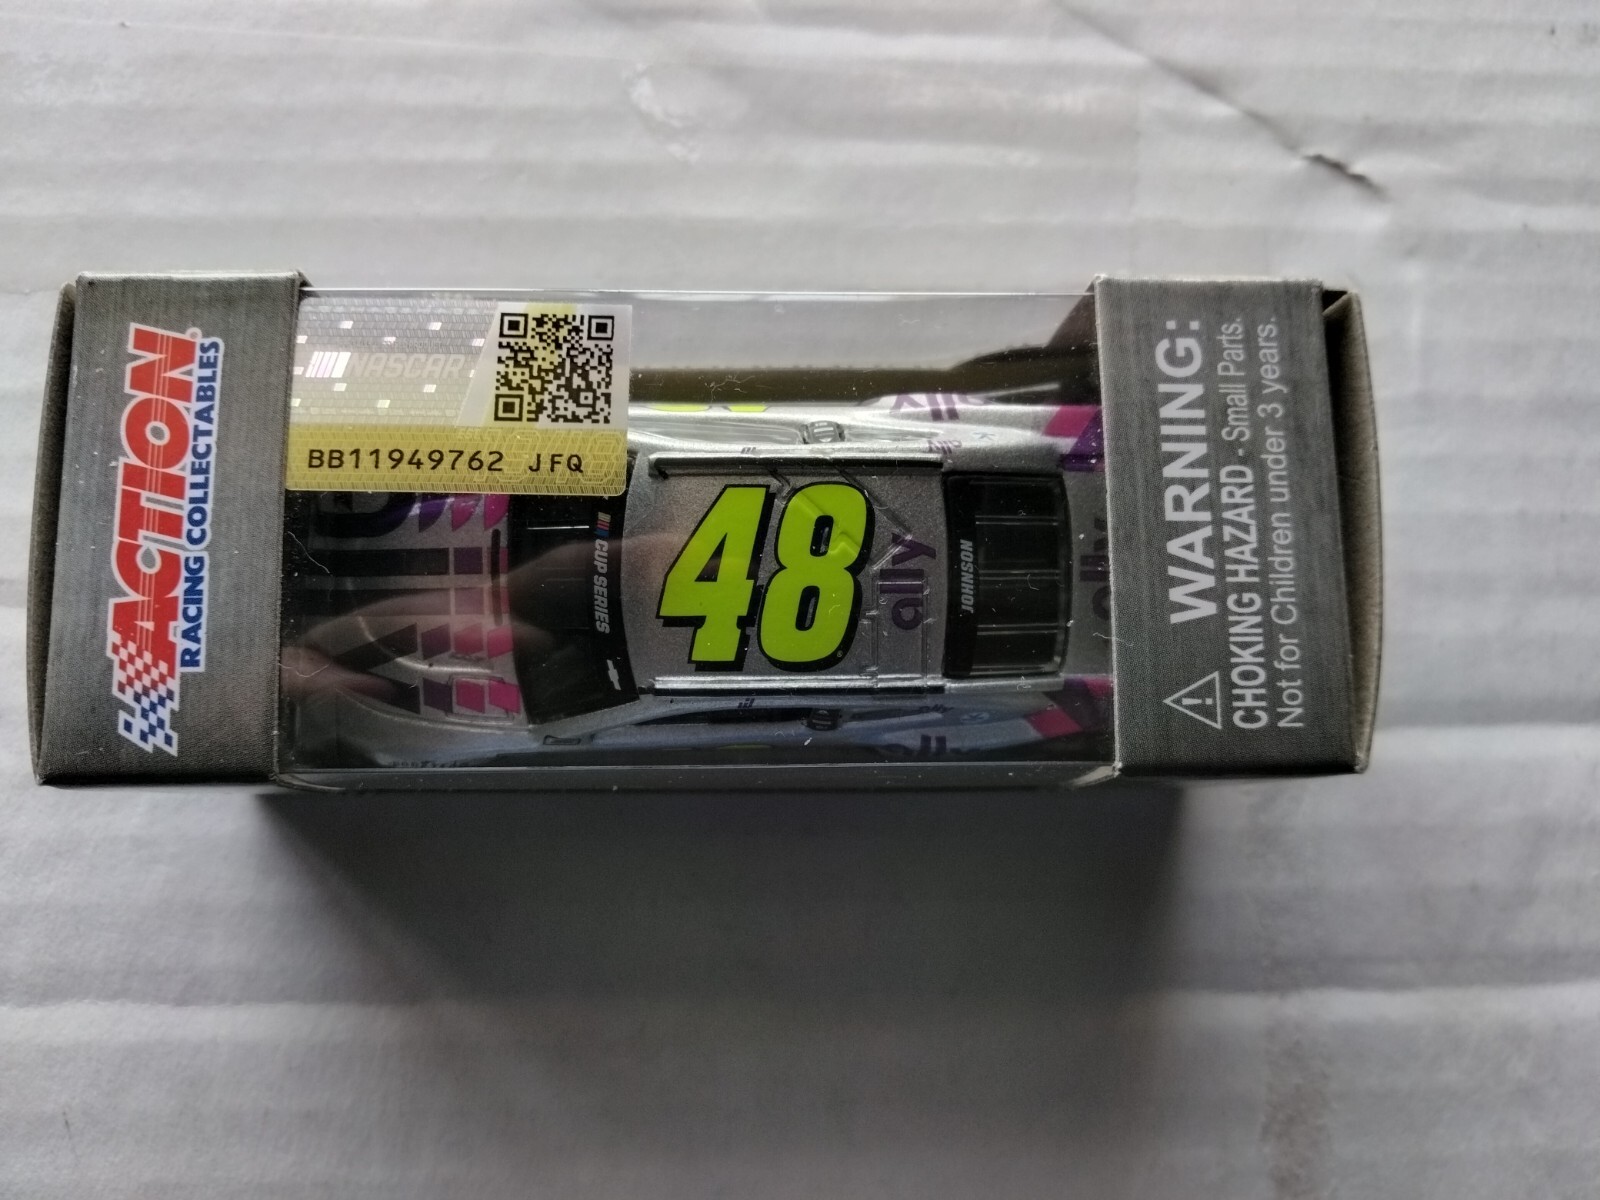 ACTION
RACING COLLECTABLES
NASCAR
BB11949762 JFQ
CUP SERIES
48
ally
JOHNSON
ally
WARNING:
CHOKING HAZARD - Small Parts.
Not for Children under 3 years.